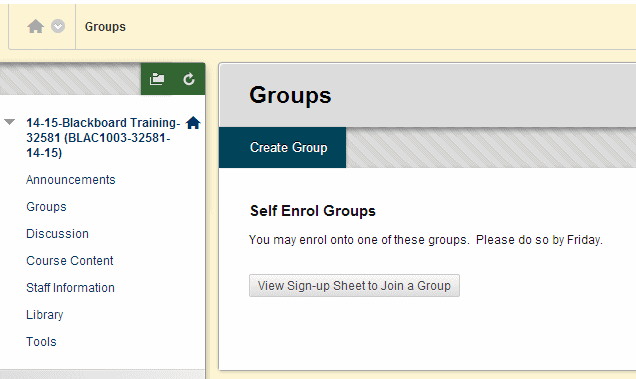 Groups
14-15-Blackboard Training-
32581 (BLAC1003-32581-
14-15)
Announcements
Groups
Discussion
Course Content
Staff Information
Library
Tools
Groups
Create Group
Self Enrol Groups
You may enrol onto one of these groups. Please do so by Friday.
View Sign-up Sheet to Join a Group